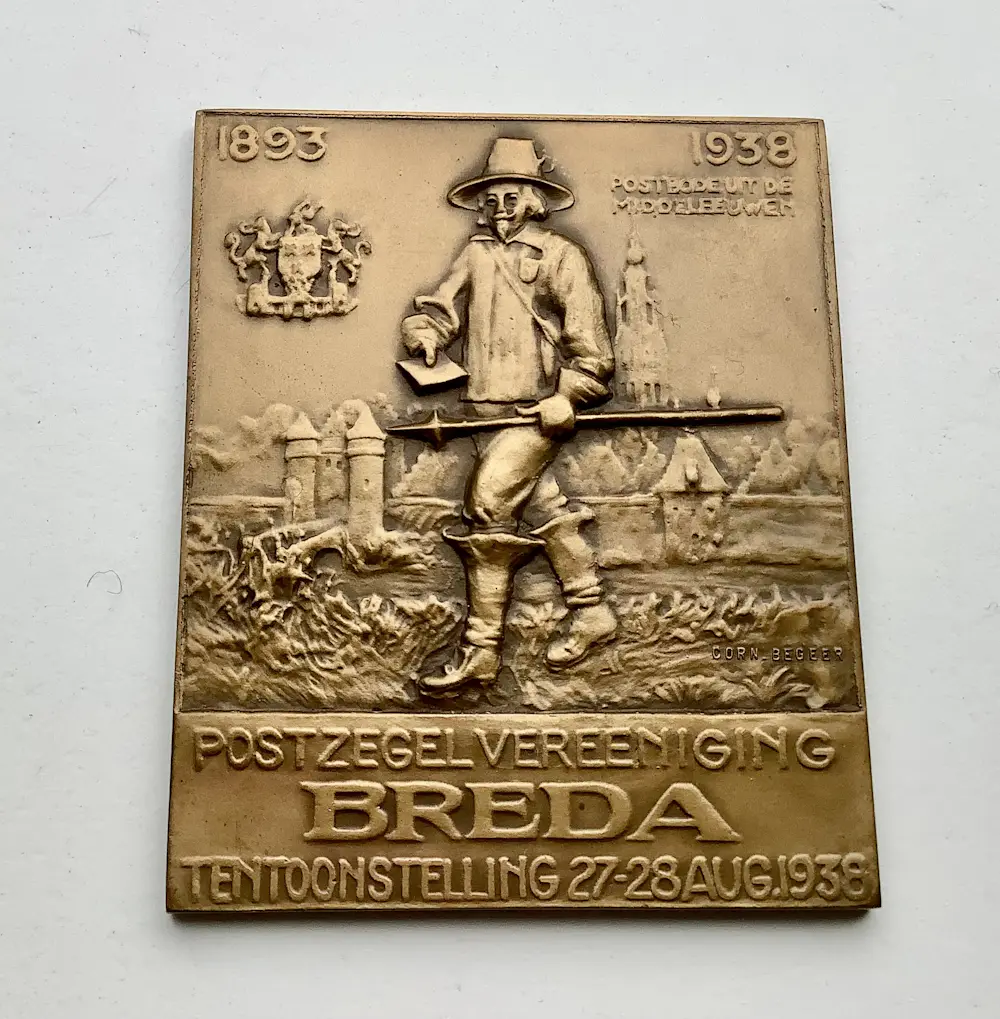 1893
1938
POSTBODE UIT DE
MIDDELEEUWEN
CORN. BEGEER
POSTZEGELVEREENIGING
BREDA
TENTOONSTELLING 27-28 AUG. 1938